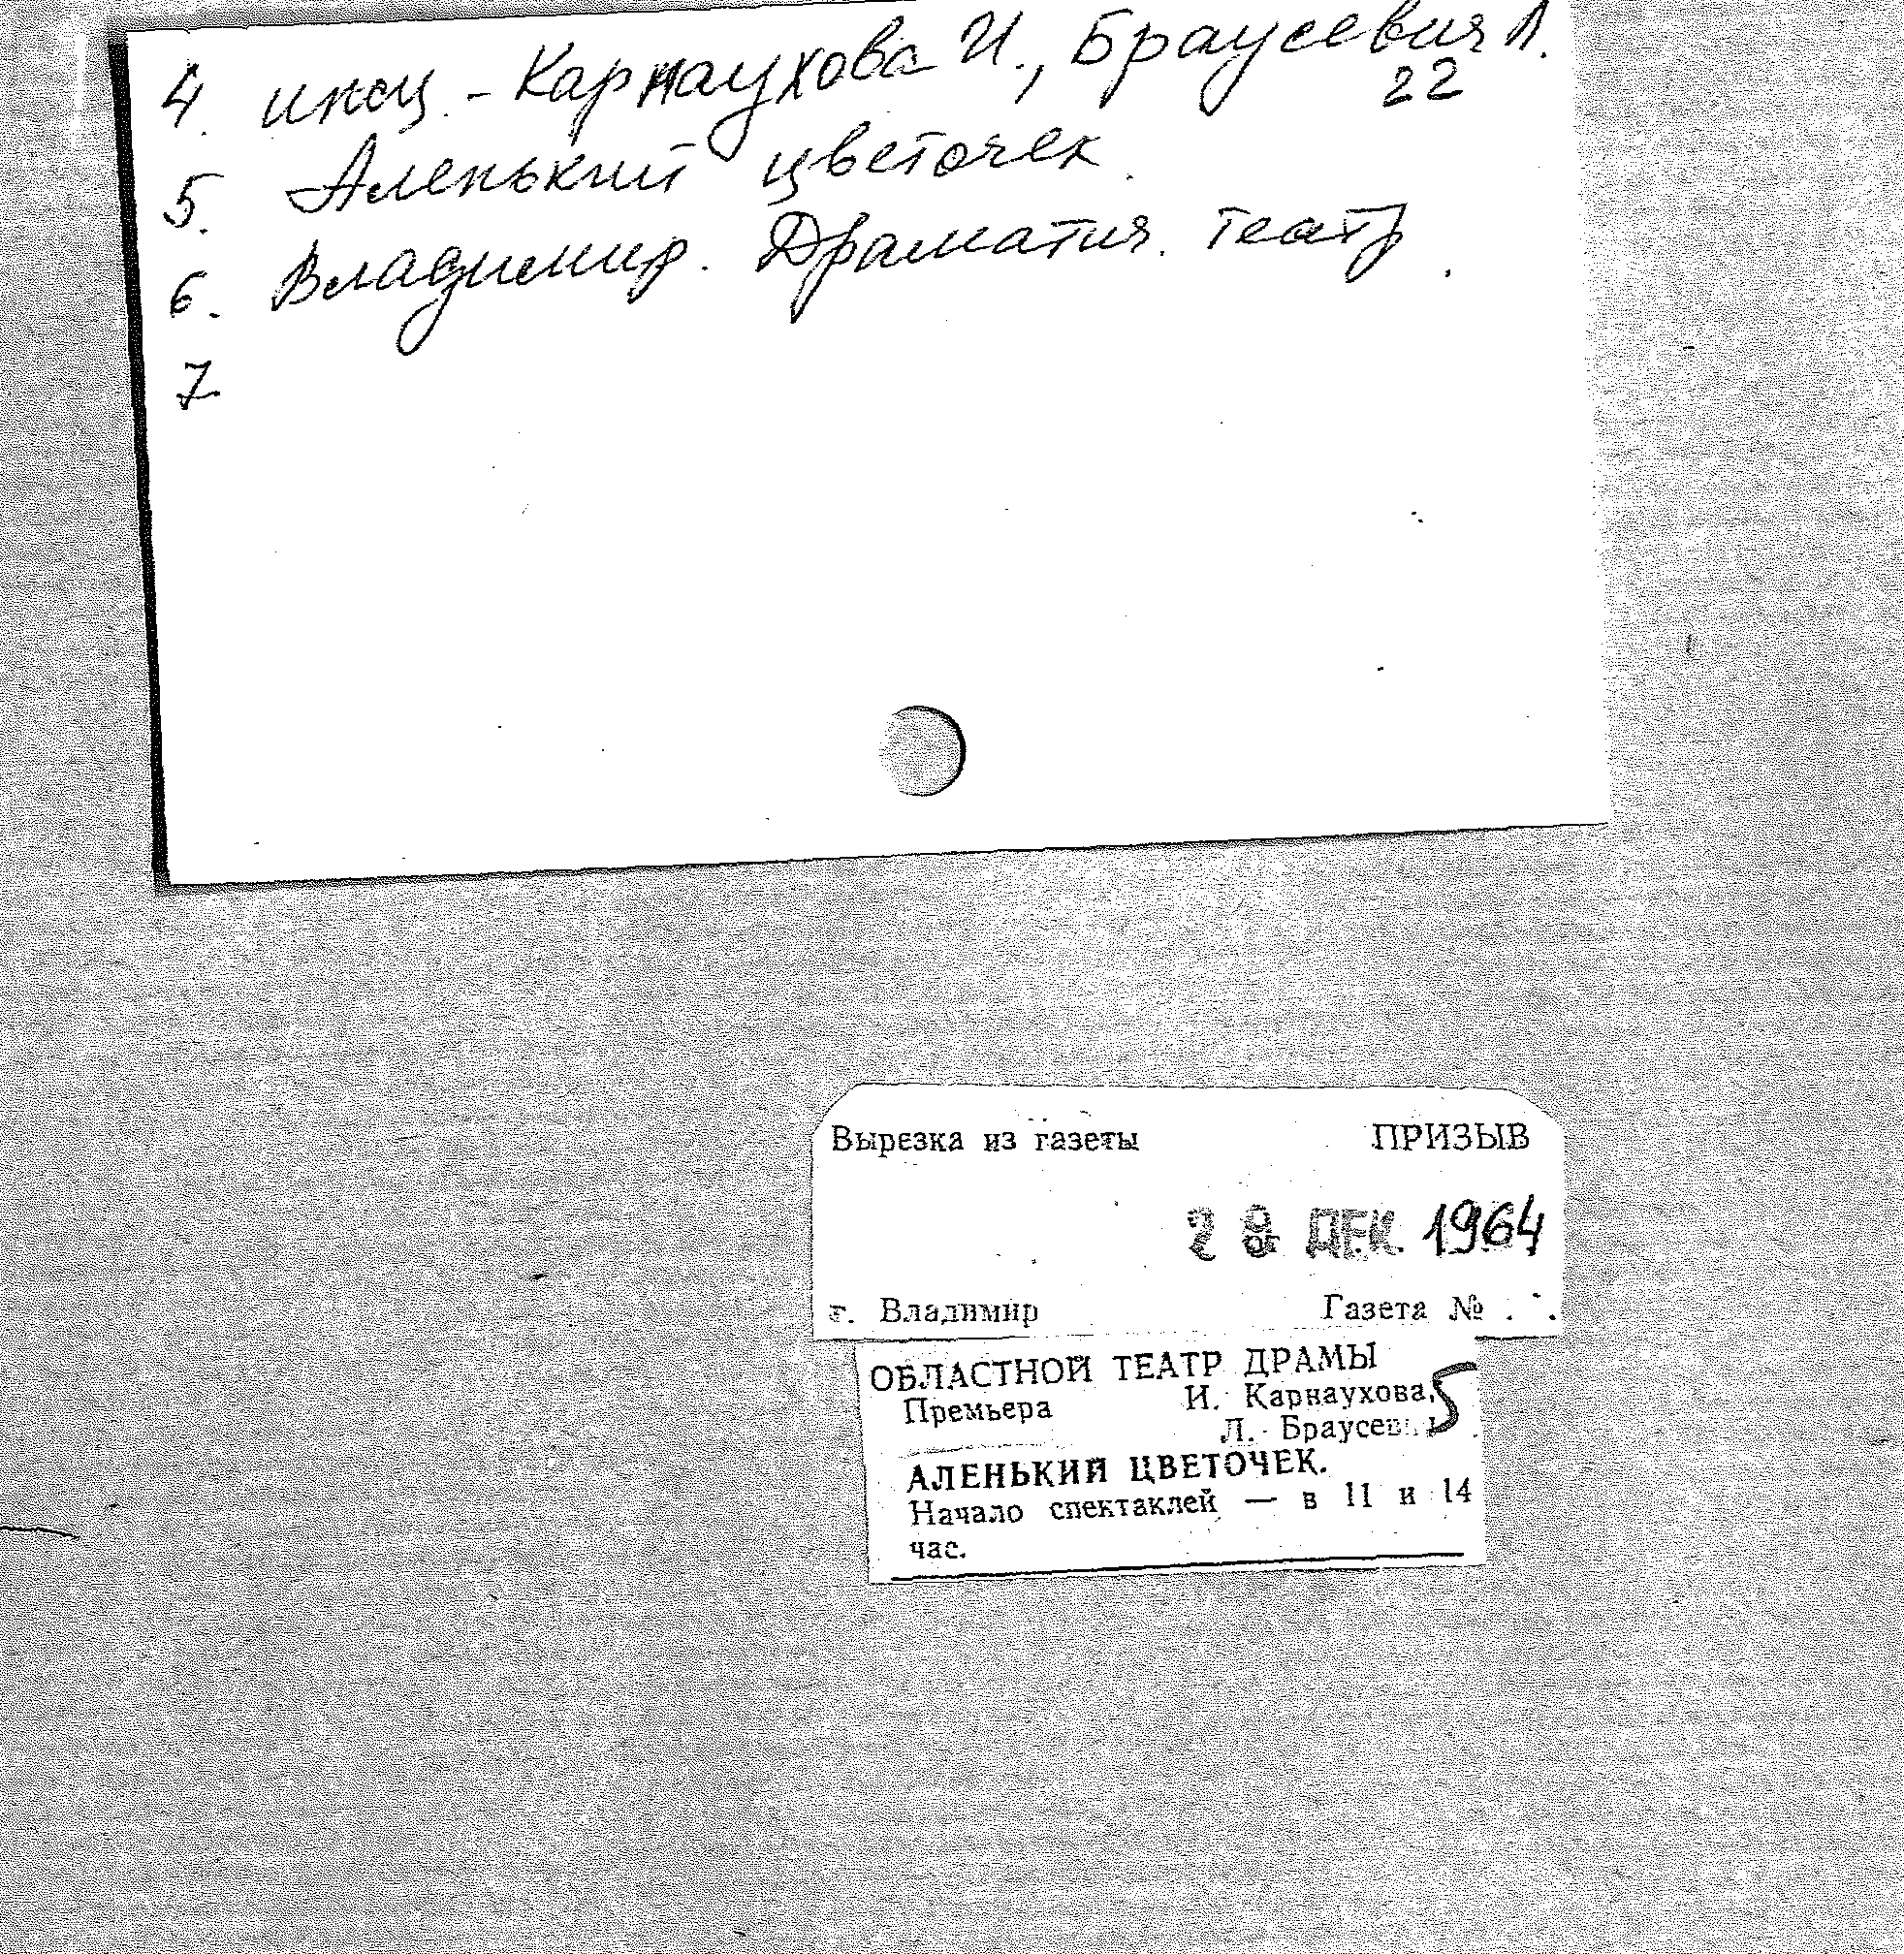 4. инсц. - Карнаухова И., Браусевич Л.
22
5. Аленький цветочек.
6. Владимир. Драматич. театр.
7
Вырезка из газеты ПРИЗЫВ
ДЕК. 1964
г. Владимир Газета № . .
ОБЛАСТНОЙ ТЕАТР ДРАМЫ
Премьера И. Карнаухова, 5
Л.
АЛЕНЬКИЙ ЦВЕТОЧЕК.
Начало спектаклей — в 11 и 14
час.